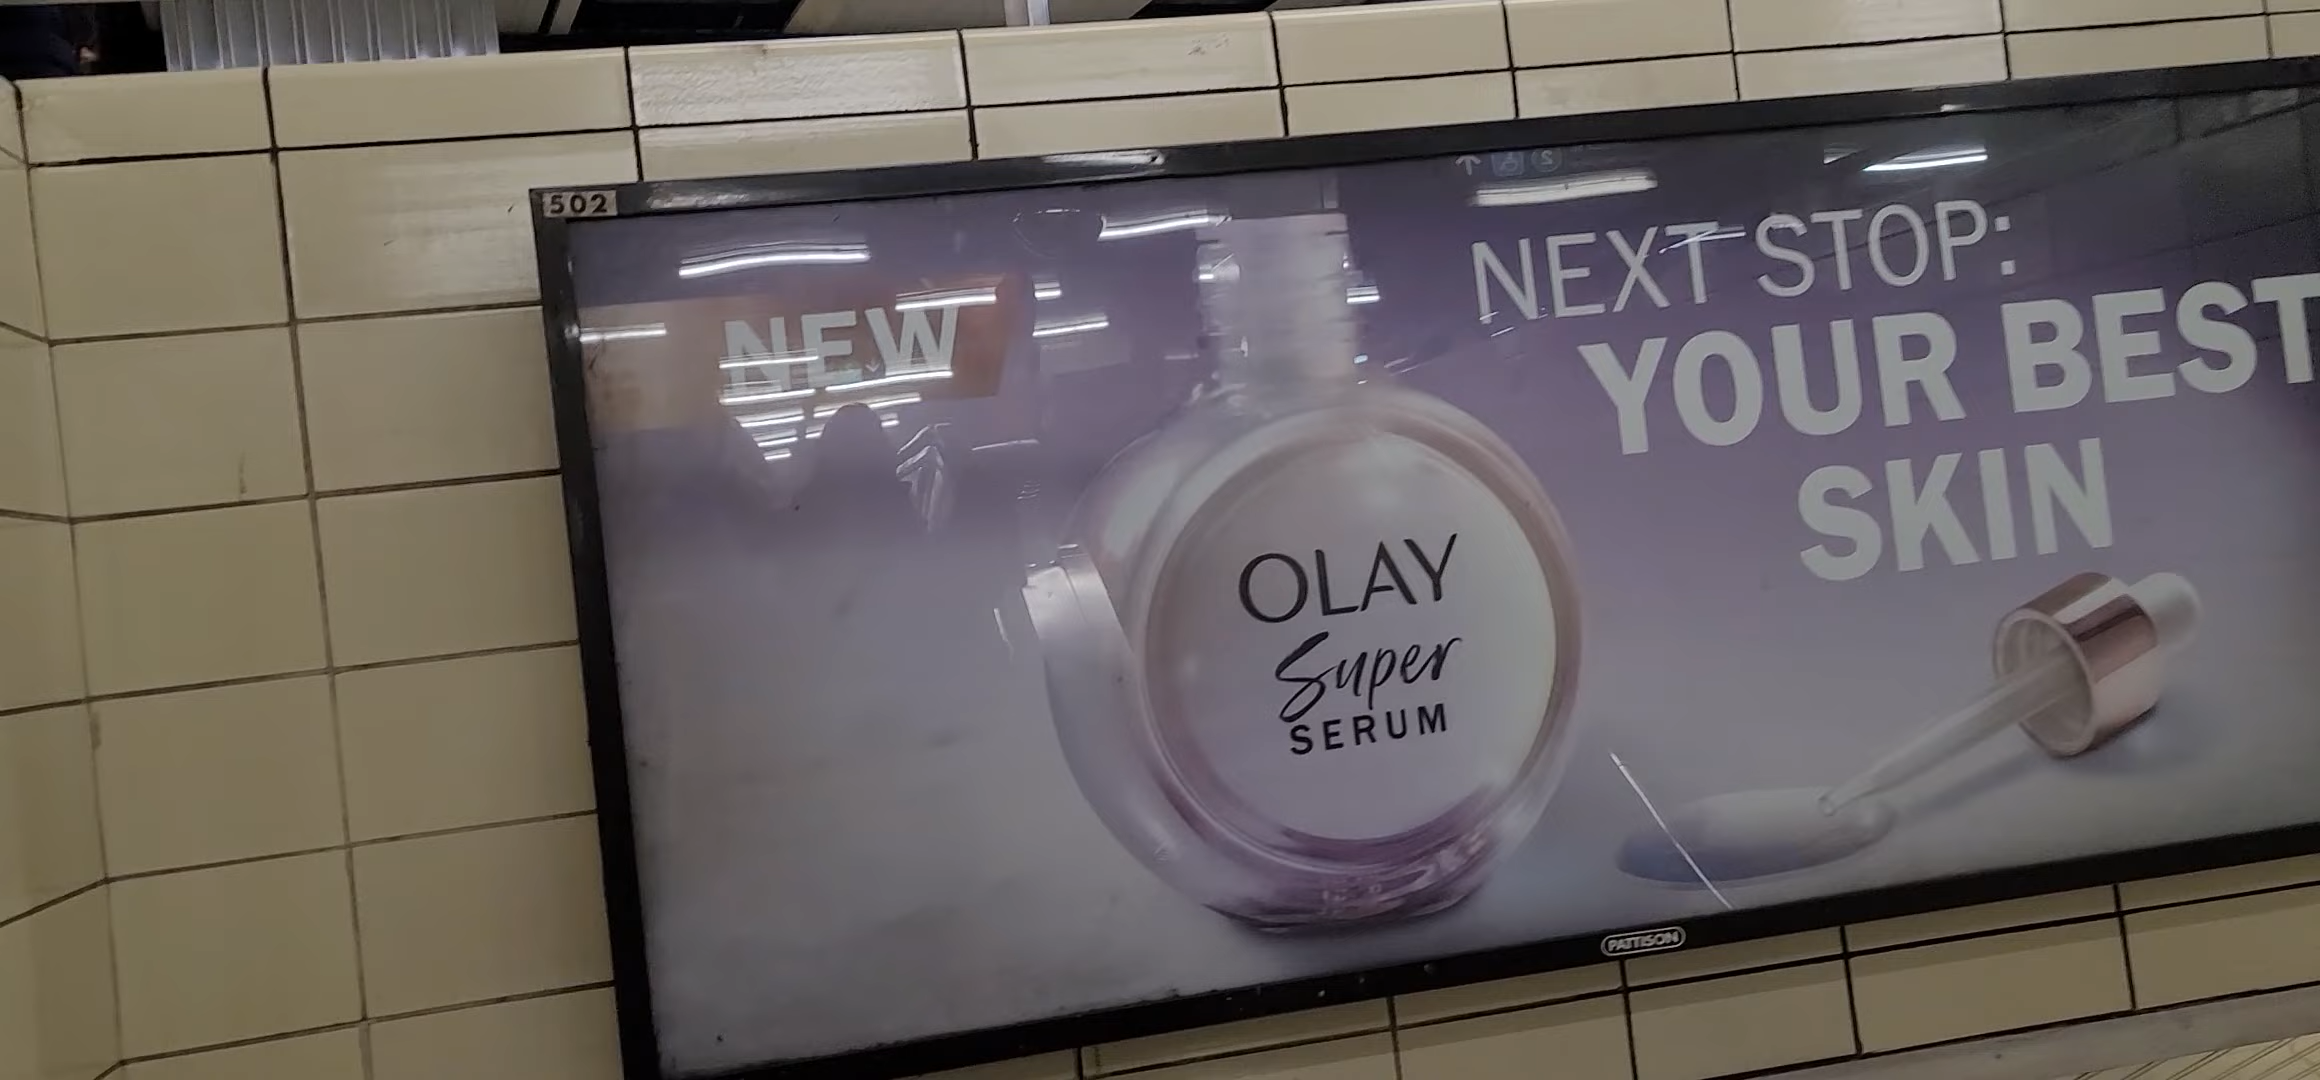 502
NEW
NEXT STOP:
YOUR BEST
SKIN
OLAY
Super
SERUM
PATTISON